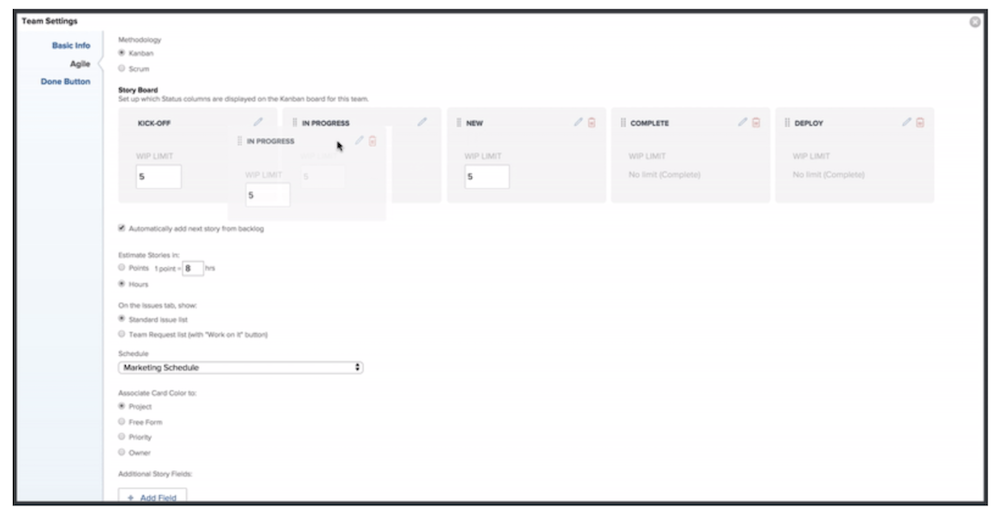 Team Settings
Basic Info
Agile
Done Button
Methodology
Kanban
Scrum
Story Board
Set up which Status columns are displayed on the Kanban board for this team.
KICK-OFF
IN PROGRESS
NEW
COMPLETE
DEPLOY
IN PROGRESS
WIP LIMIT
WIP LIMIT
WIP LIMIT
WIP LIMIT
WIP LIMIT
WIP LIMIT
5
5
5
No limit (Complete)
No limit (Complete)
5
Automatically add next story from backlog
Estimate Stories in:
Points 1 point = 8 hrs
Hours
On the Issues tab, show:
Standard Issue list
Team Request list (with "Work on it" button)
Schedule
Marketing Schedule
Associate Card Color to:
Project
Free Form
Priority
Owner
Additional Story Fields:
+ Add Field